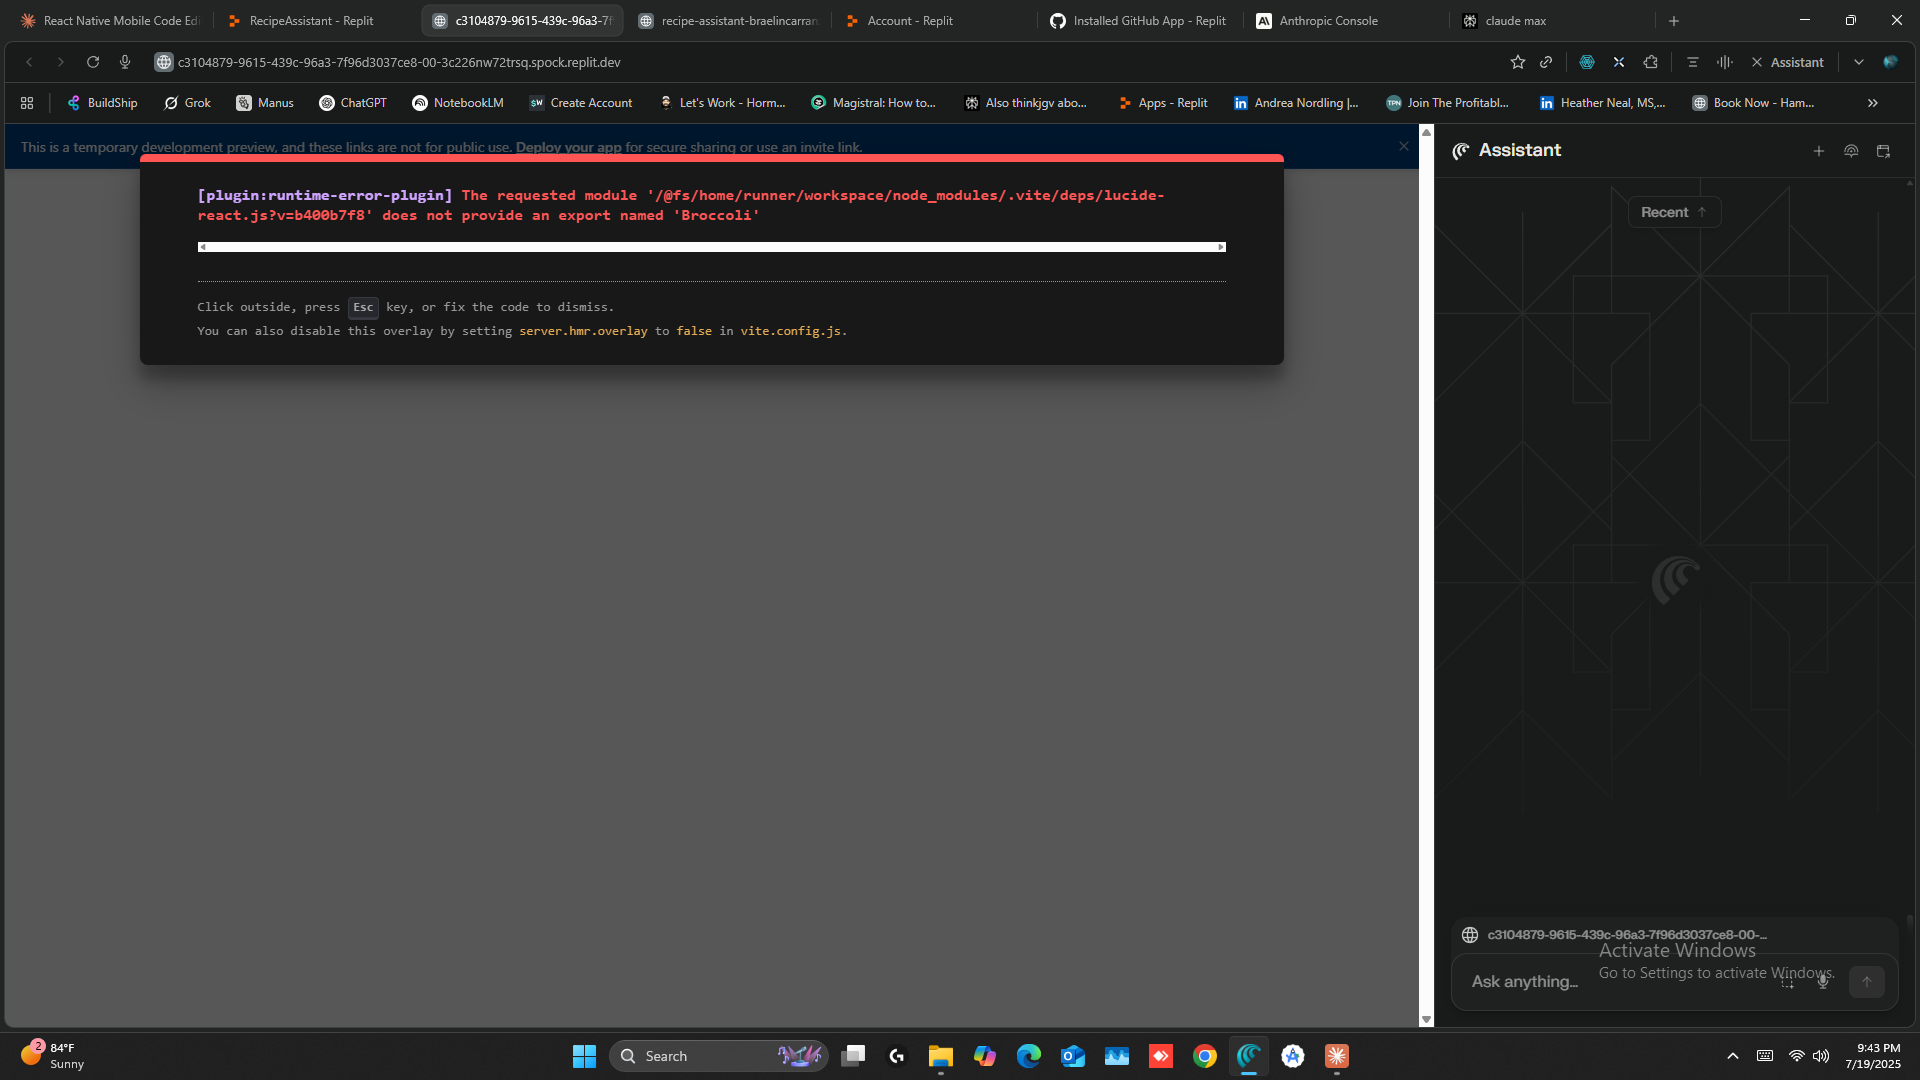 React Native Mobile Code Edi
RecipeAssistant - Replit
c3104879-9615-439c-96a3-7f
recipe-assistant-braelincarran
Account - Replit
Installed GitHub App - Replit
Anthropic Console
claude max
c3104879-9615-439c-96a3-7f96d3037ce8-00-3c226nw72trsq.spock.replit.dev
Assistant
BuildShip
Grok
Manus
ChatGPT
NotebookLM
Create Account
Let's Work - Horm...
Magistral: How to...
Also thinkjgv abo...
Apps - Replit
Andrea Nordling |...
Join The Profitabl...
Heather Neal, MS,...
Book Now - Ham...
This is a temporary development preview, and these links are not for public use. Deploy your app for secure sharing or use an invite link.
[plugin:runtime-error-plugin] The requested module '/@fs/home/runner/workspace/node_modules/.vite/deps/lucide-
react.js?v=b400b7f8' does not provide an export named 'Broccoli'
Click outside, press Esc key, or fix the code to dismiss.
You can also disable this overlay by setting server.hmr.overlay to false in vite.config.js.
Assistant
Recent ↑
c3104879-9615-439c-96a3-7f96d3037ce8-00-...
Ask anything...
Activate Windows
Go to Settings to activate Windows.
2
84°F
Sunny
Search
9:43 PM
7/19/2025